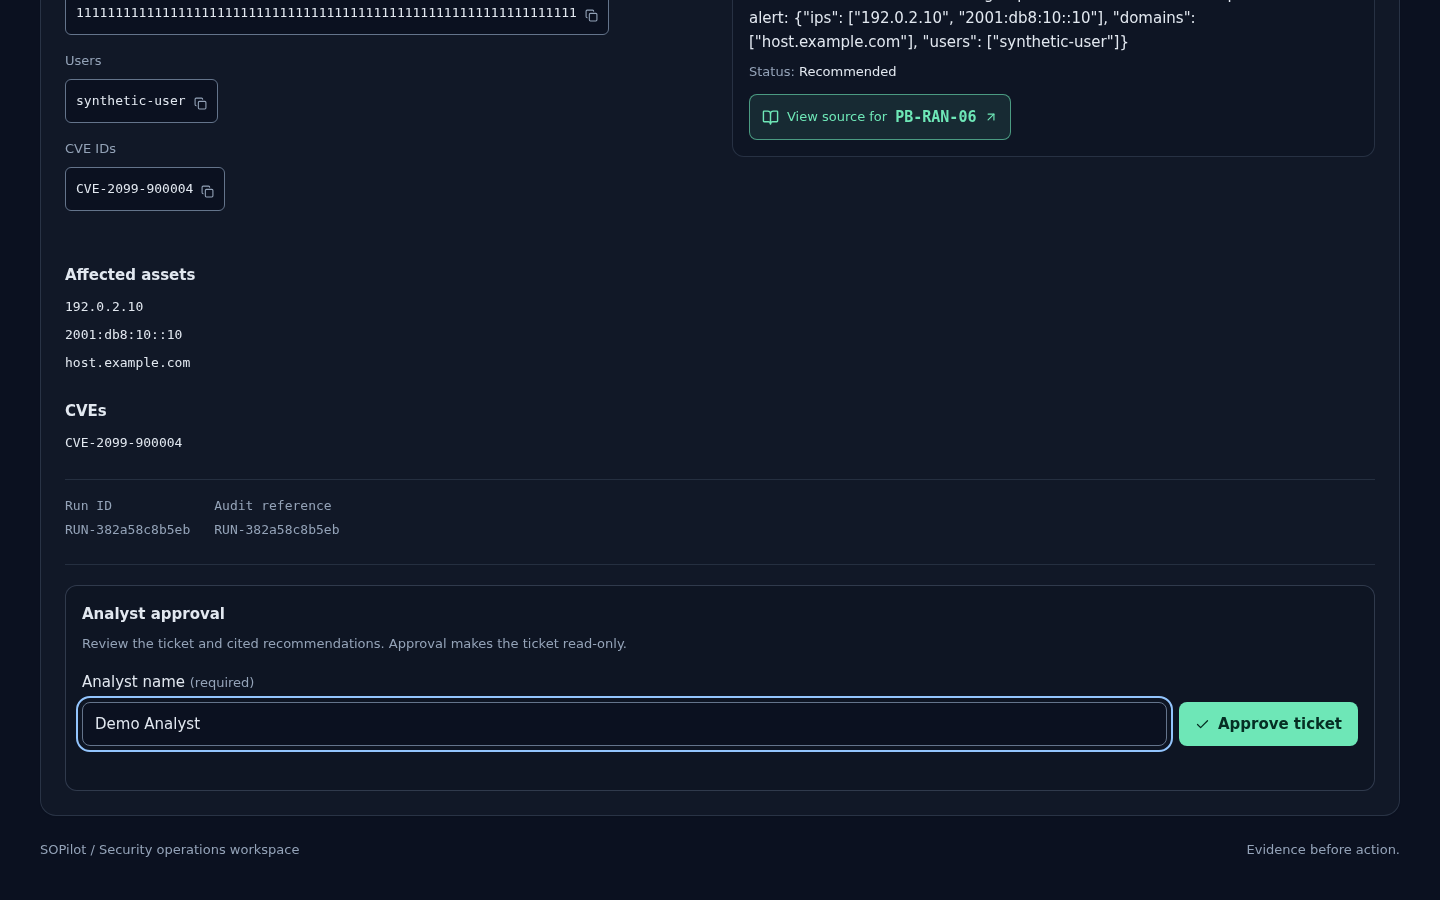 1111111111111111111111111111111111111111111111111111111111111111
Users
synthetic-user
CVE IDs
CVE-2099-900004
Affected assets
192.0.2.10
2001:db8:10::10
host.example.com
CVEs
CVE-2099-900004
alert: {"ips": ["192.0.2.10", "2001:db8:10::10"], "domains":
["host.example.com"], "users": ["synthetic-user"]}
Status: Recommended
View source for PB-RAN-06
Run ID Audit reference
RUN-382a58c8b5eb RUN-382a58c8b5eb
Analyst approval
Review the ticket and cited recommendations. Approval makes the ticket read-only.
Analyst name (required)
Demo Analyst
Approve ticket
SOPilot / Security operations workspace
Evidence before action.